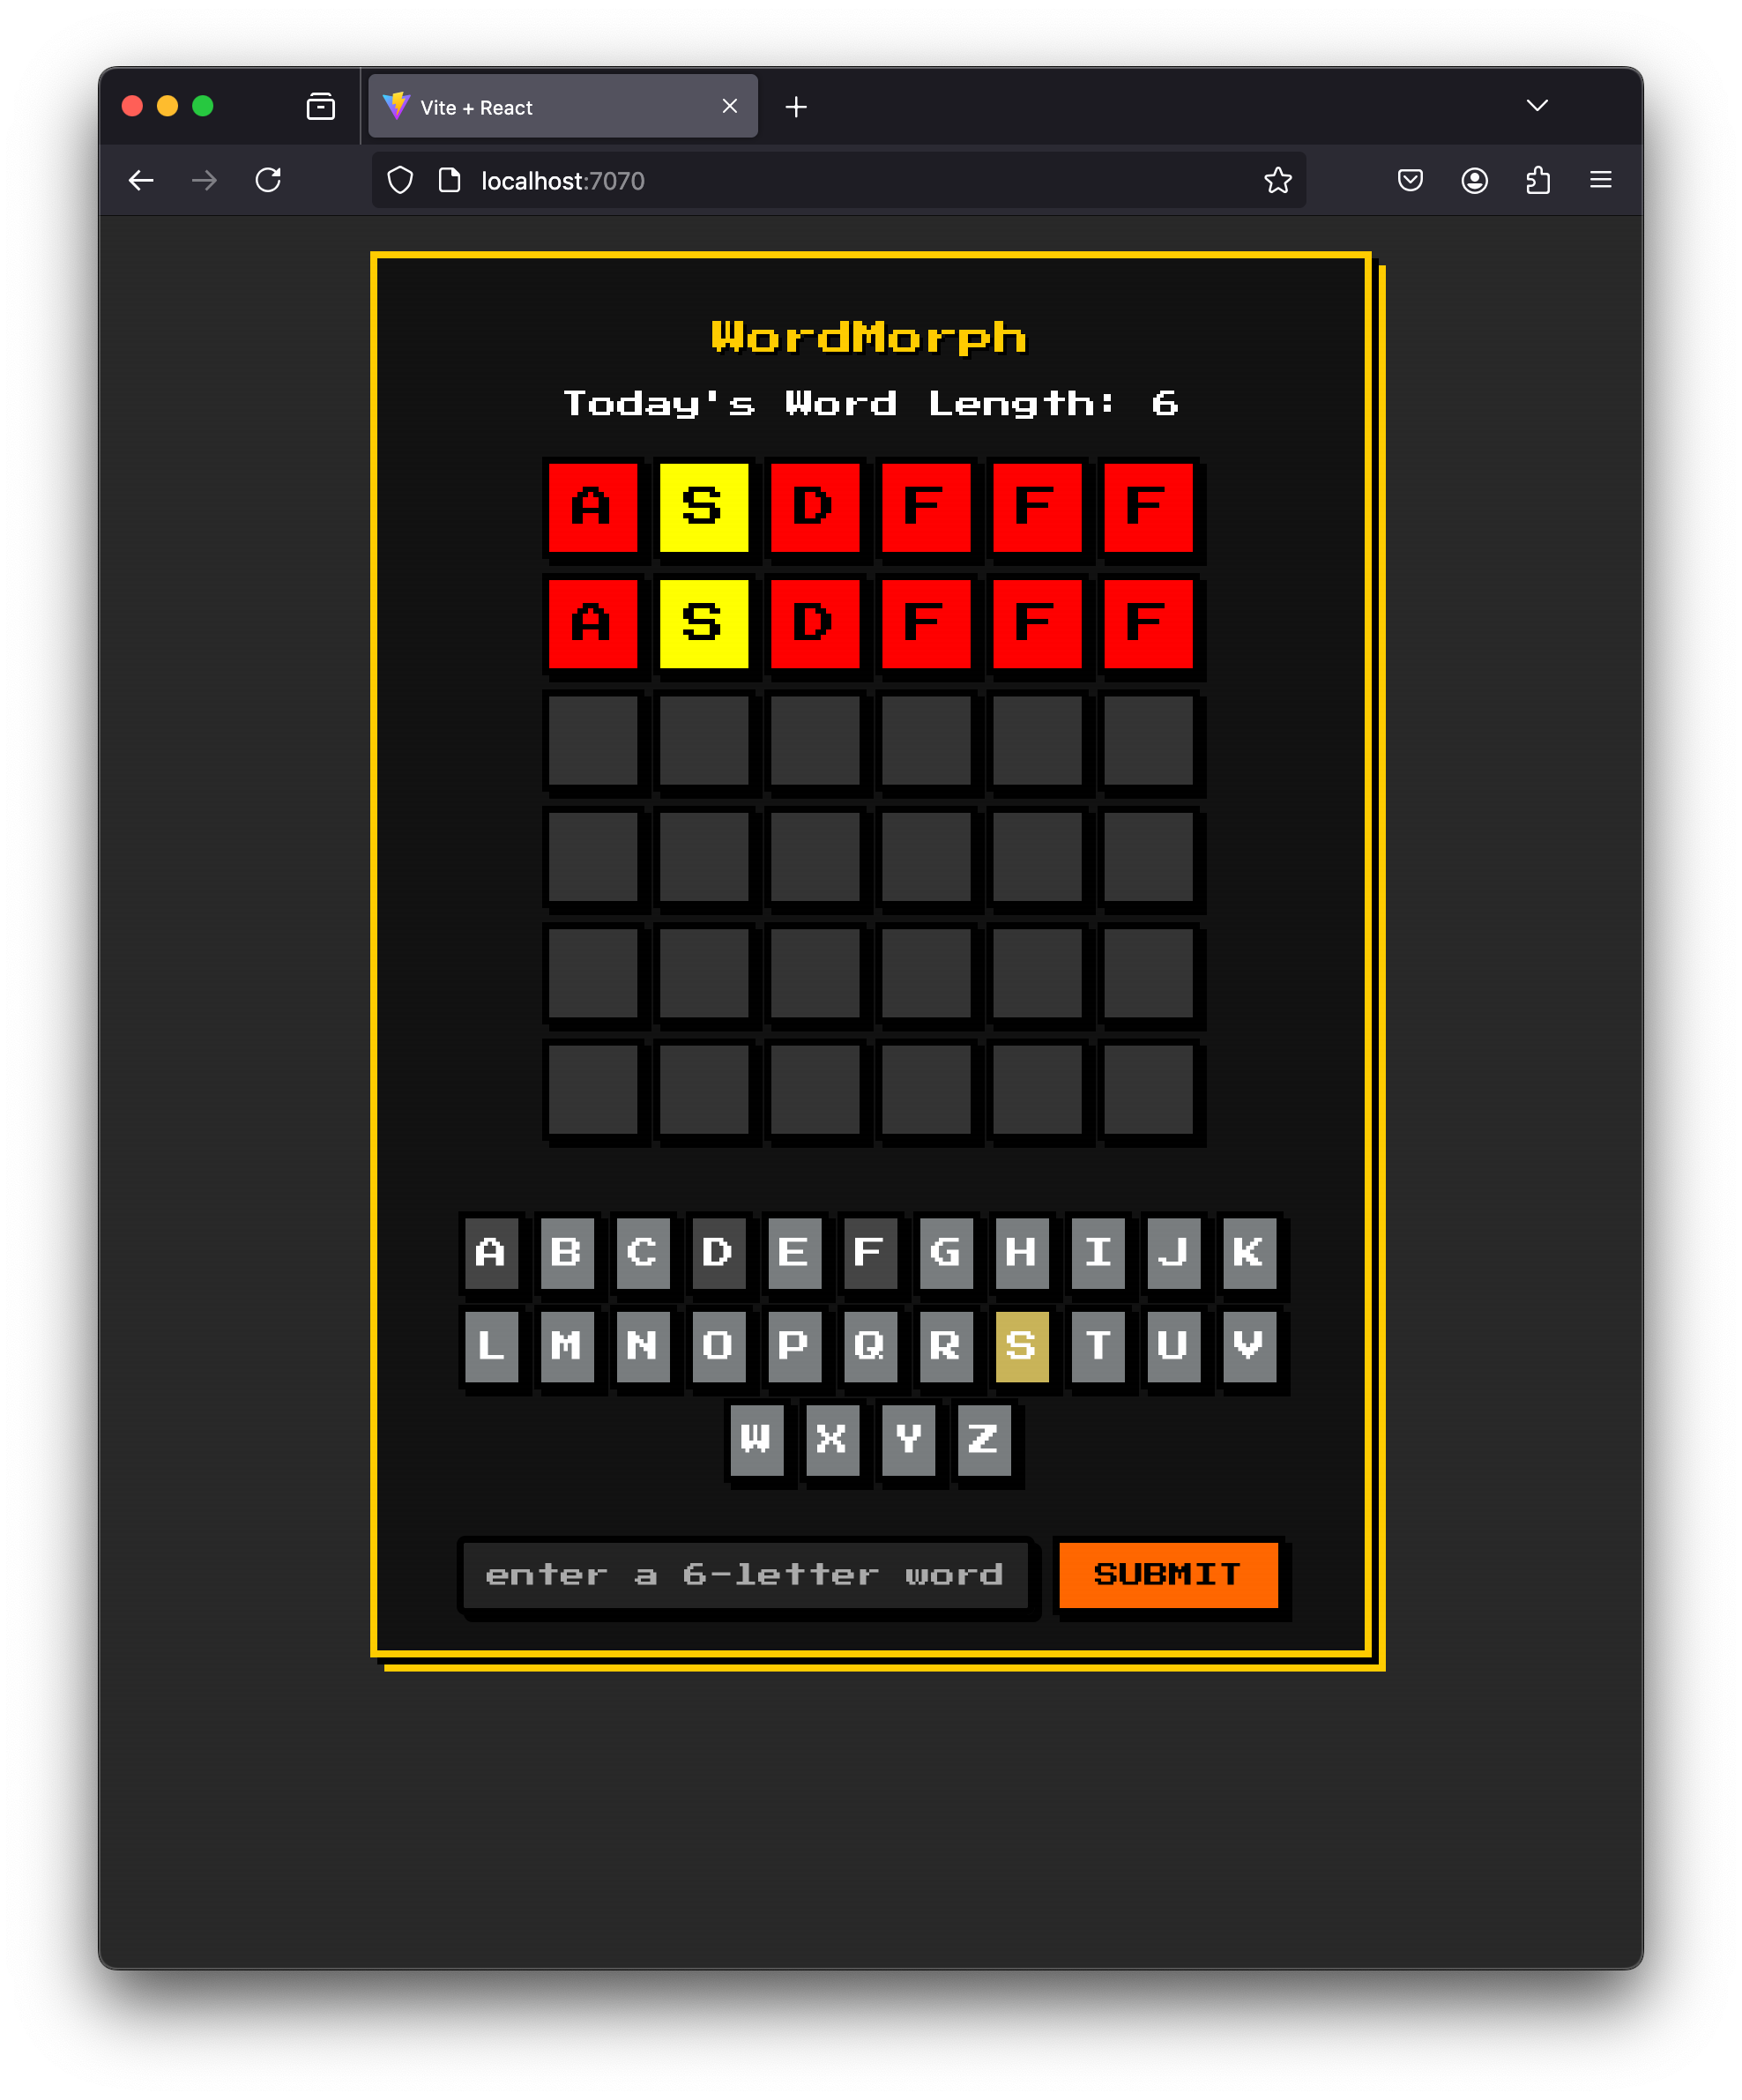 Vite + React
localhost:7070
WordMorph
Today's Word Length: 6
A S D F F F
A S D F F F
A B C D E F G H I J K
L M N O P Q R S T U V
W X Y Z
enter a 6-letter word SUBMIT